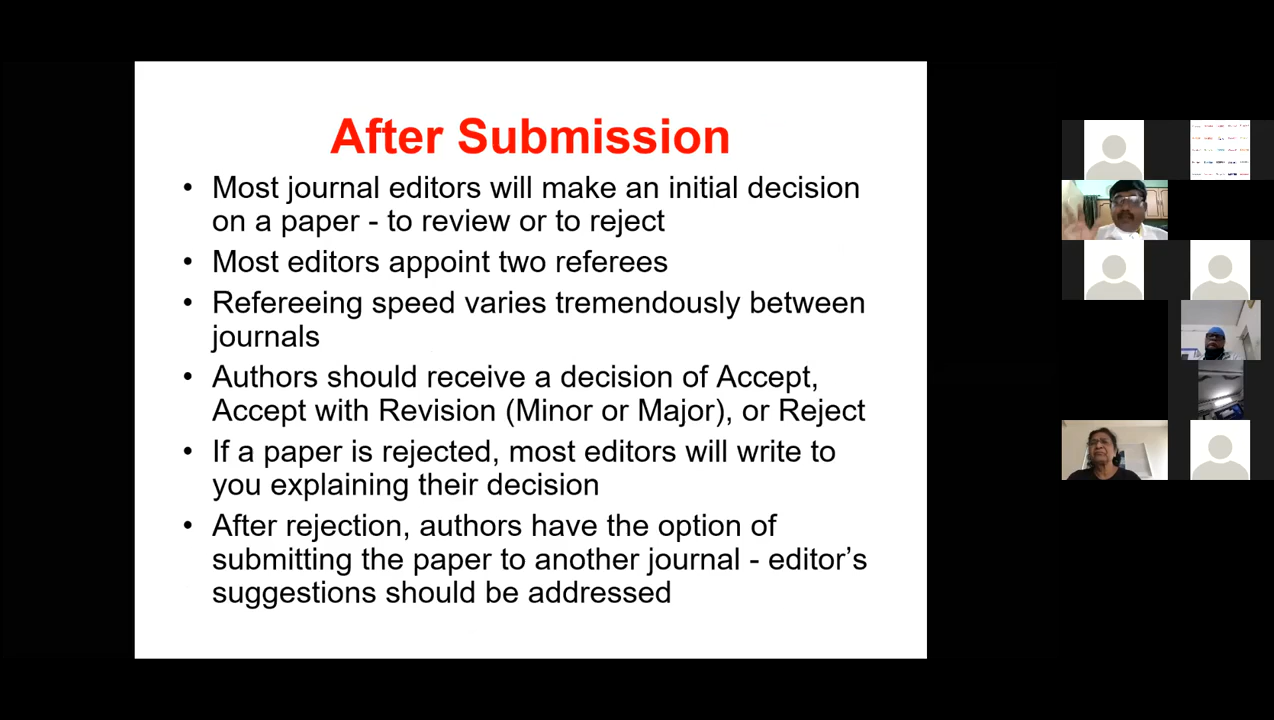 After Submission
• Most journal editors will make an initial decision
on a paper - to review or to reject
• Most editors appoint two referees
• Refereeing speed varies tremendously between
journals
• Authors should receive a decision of Accept,
Accept with Revision (Minor or Major), or Reject
• If a paper is rejected, most editors will write to
you explaining their decision
• After rejection, authors have the option of
submitting the paper to another journal - editor’s
suggestions should be addressed